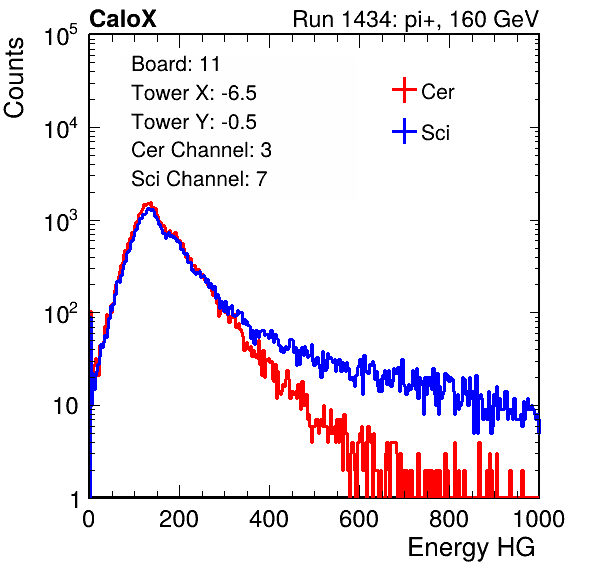 CaloX
Run 1434: pi+, 160 GeV
Board: 11
Tower X: -6.5
Tower Y: -0.5
Cer Channel: 3
Sci Channel: 7
Cer
Sci
Counts
10^5
10^4
10^3
10^2
10
1
0 200 400 600 800 1000
Energy HG